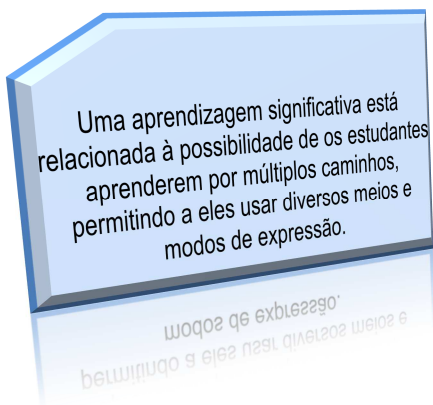 Uma aprendizagem significativa está
relacionada à possibilidade de os estudantes
aprenderem por múltiplos caminhos,
permitindo a eles usar diversos meios e
modos de expressão.